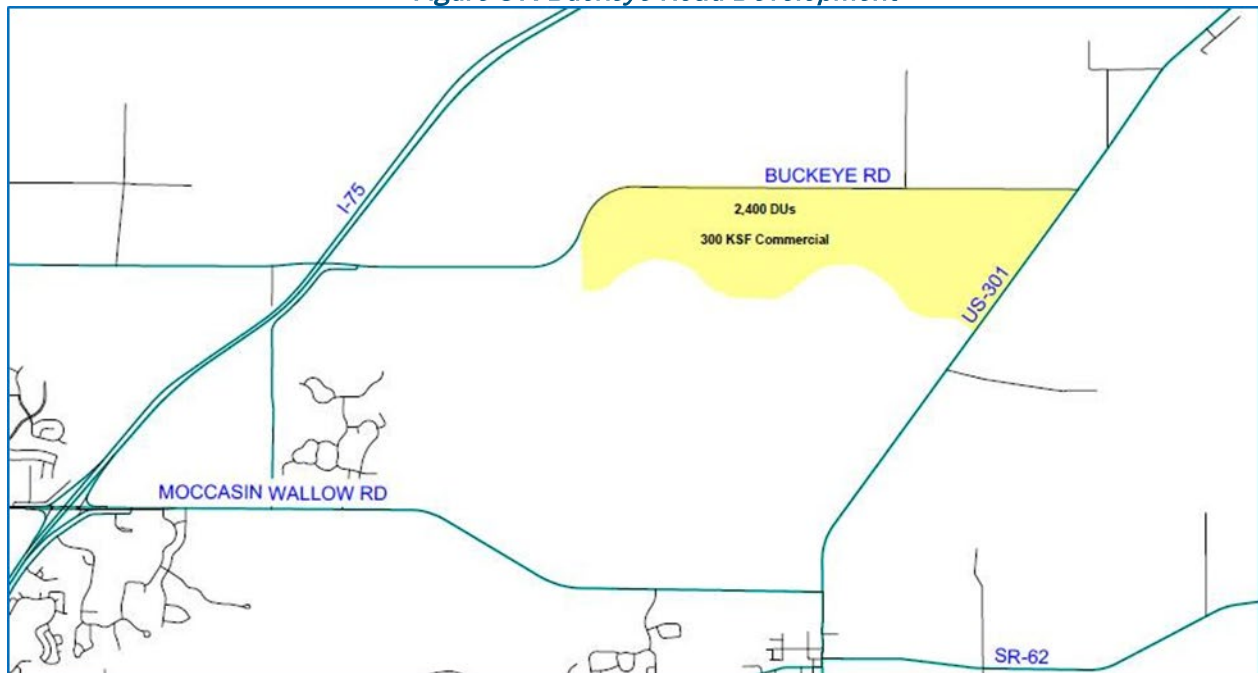 BUCKEYE RD
2,400 DUs
300 KSF Commercial
I-75
US-301
MOCCASIN WALLOW RD
SR-62